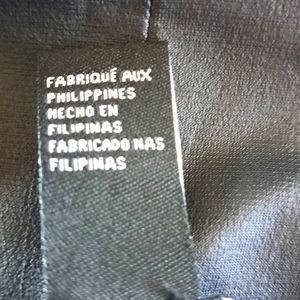 FABRIQUÉ AUX
PHILIPPINES
HECHO EN
FILIPINAS
FABRICADO NAS
FILIPINAS